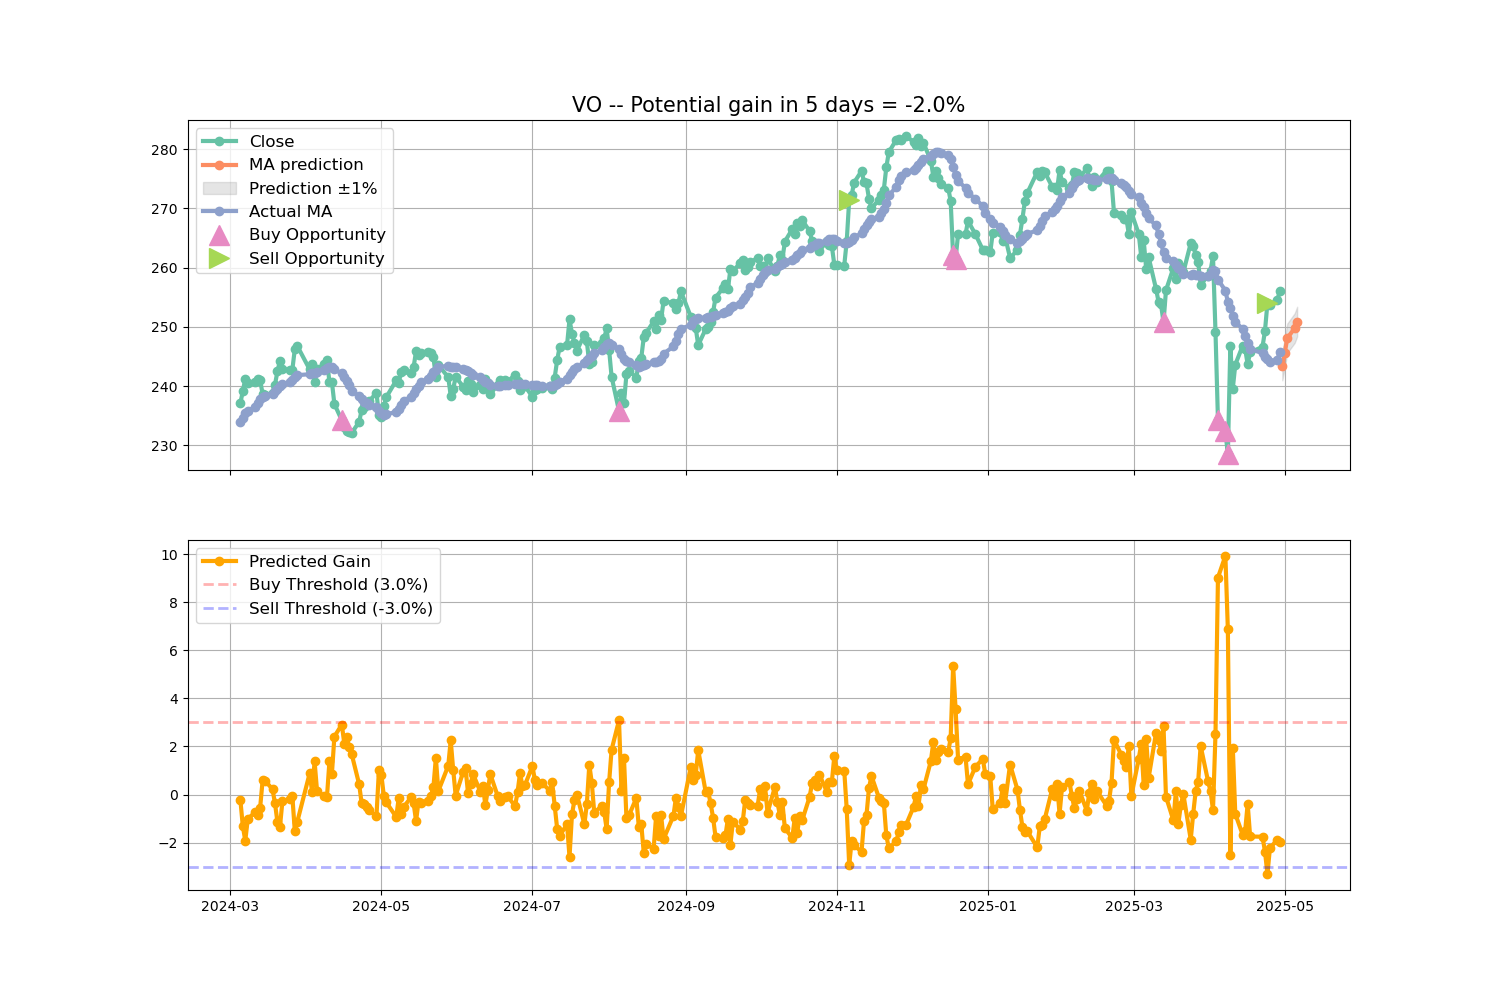 VO -- Potential gain in 5 days = -2.0%
Close
MA prediction
Prediction ±1%
Actual MA
Buy Opportunity
Sell Opportunity
280
270
260
250
240
230
Predicted Gain
Buy Threshold (3.0%)
Sell Threshold (-3.0%)
10
8
6
4
2
0
−2
2024-03 2024-05 2024-07 2024-09 2024-11 2025-01 2025-03 2025-05